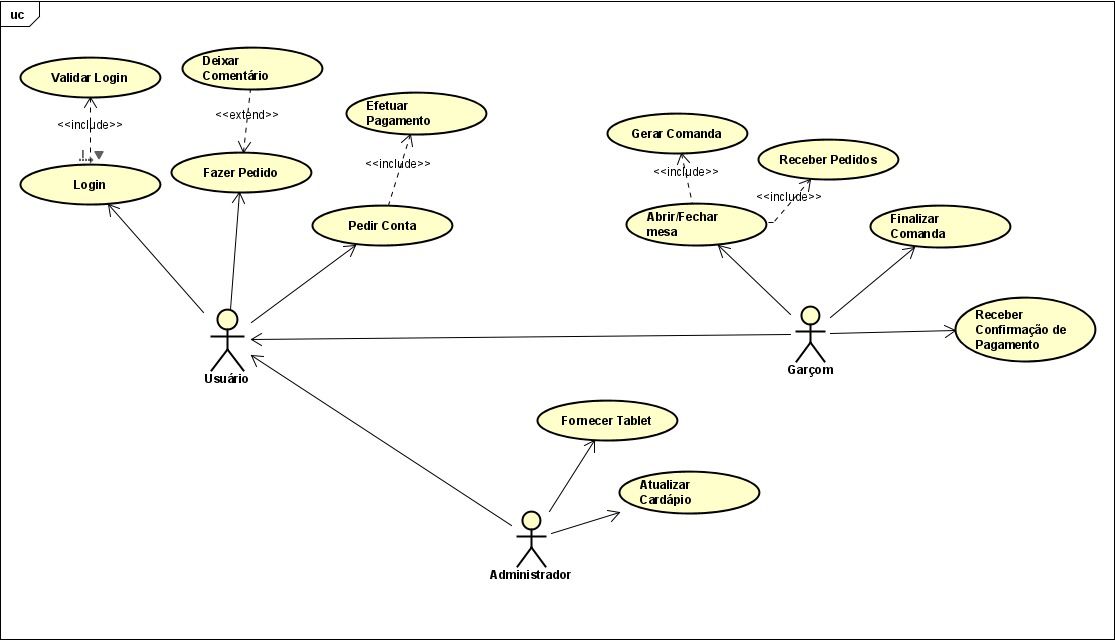 uc
Validar Login
<<include>>
Login
Deixar
Comentário
<<extend>>
Fazer Pedido
Efetuar
Pagamento
<<include>>
Pedir Conta
Gerar Comanda
<<include>>
Receber Pedidos
<<include>>
Abrir/Fechar
mesa
Finalizar
Comanda
Receber
Confirmação de
Pagamento
Usuário
Garçom
Fornecer Tablet
Atualizar
Cardápio
Administrador